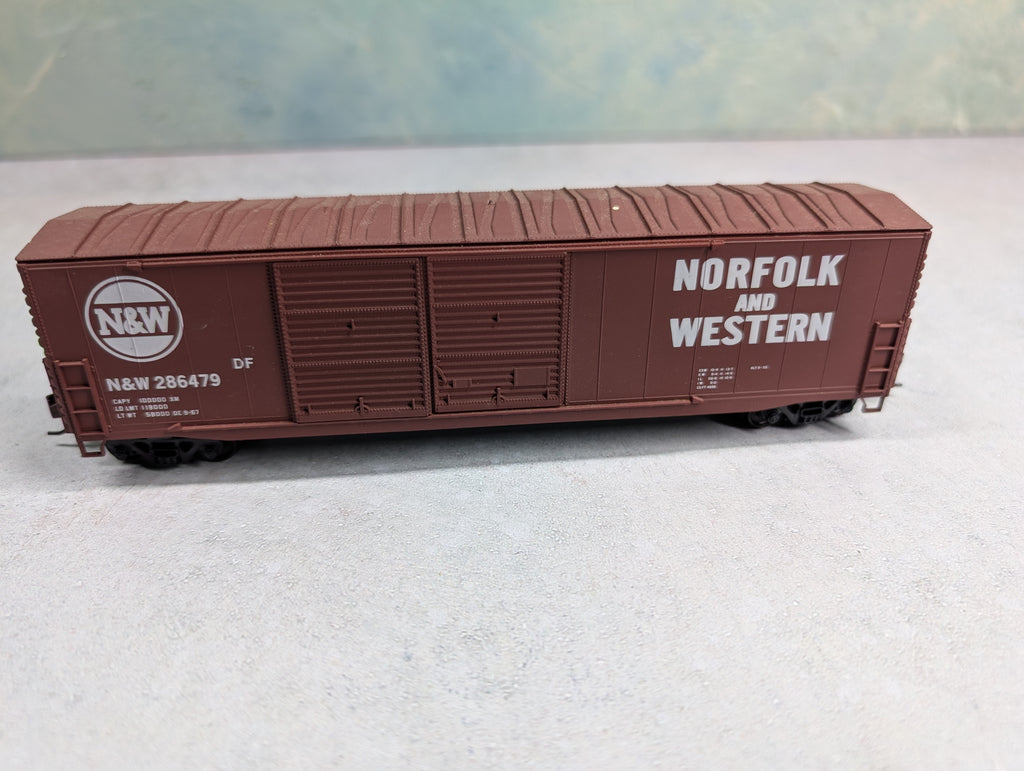 N&W
DF
N&W 286479
CAPY 100000
LD LMT 119000
LT WT 58000
NORFOLK
AND
WESTERN